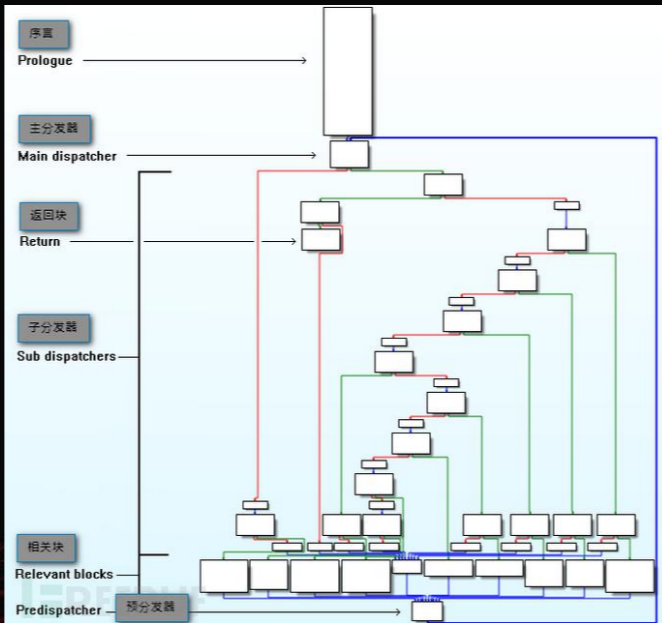 序言
Prologue
主分发器
Main dispatcher
返回块
Return
子分发器
Sub dispatchers
相关块
Relevant blocks
Predispatcher
预分发器